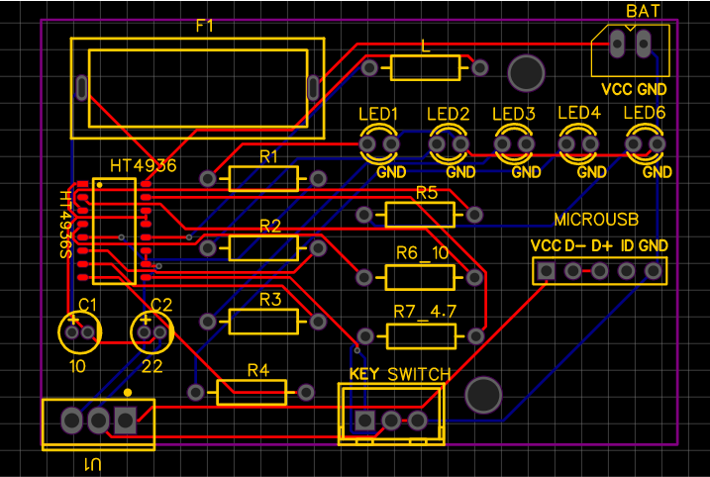 BAT
F1
L
VCC GND
LED1 LED2 LED3 LED4 LED6
HT4936
R1
GND GND GND GND GND
HT4936S
R5
R2
MICROUSB
R6_10
VCC D- D+ ID GND
C1 C2
+ +
R3
R7_4.7
10 22
R4
KEY SWITCH
U1